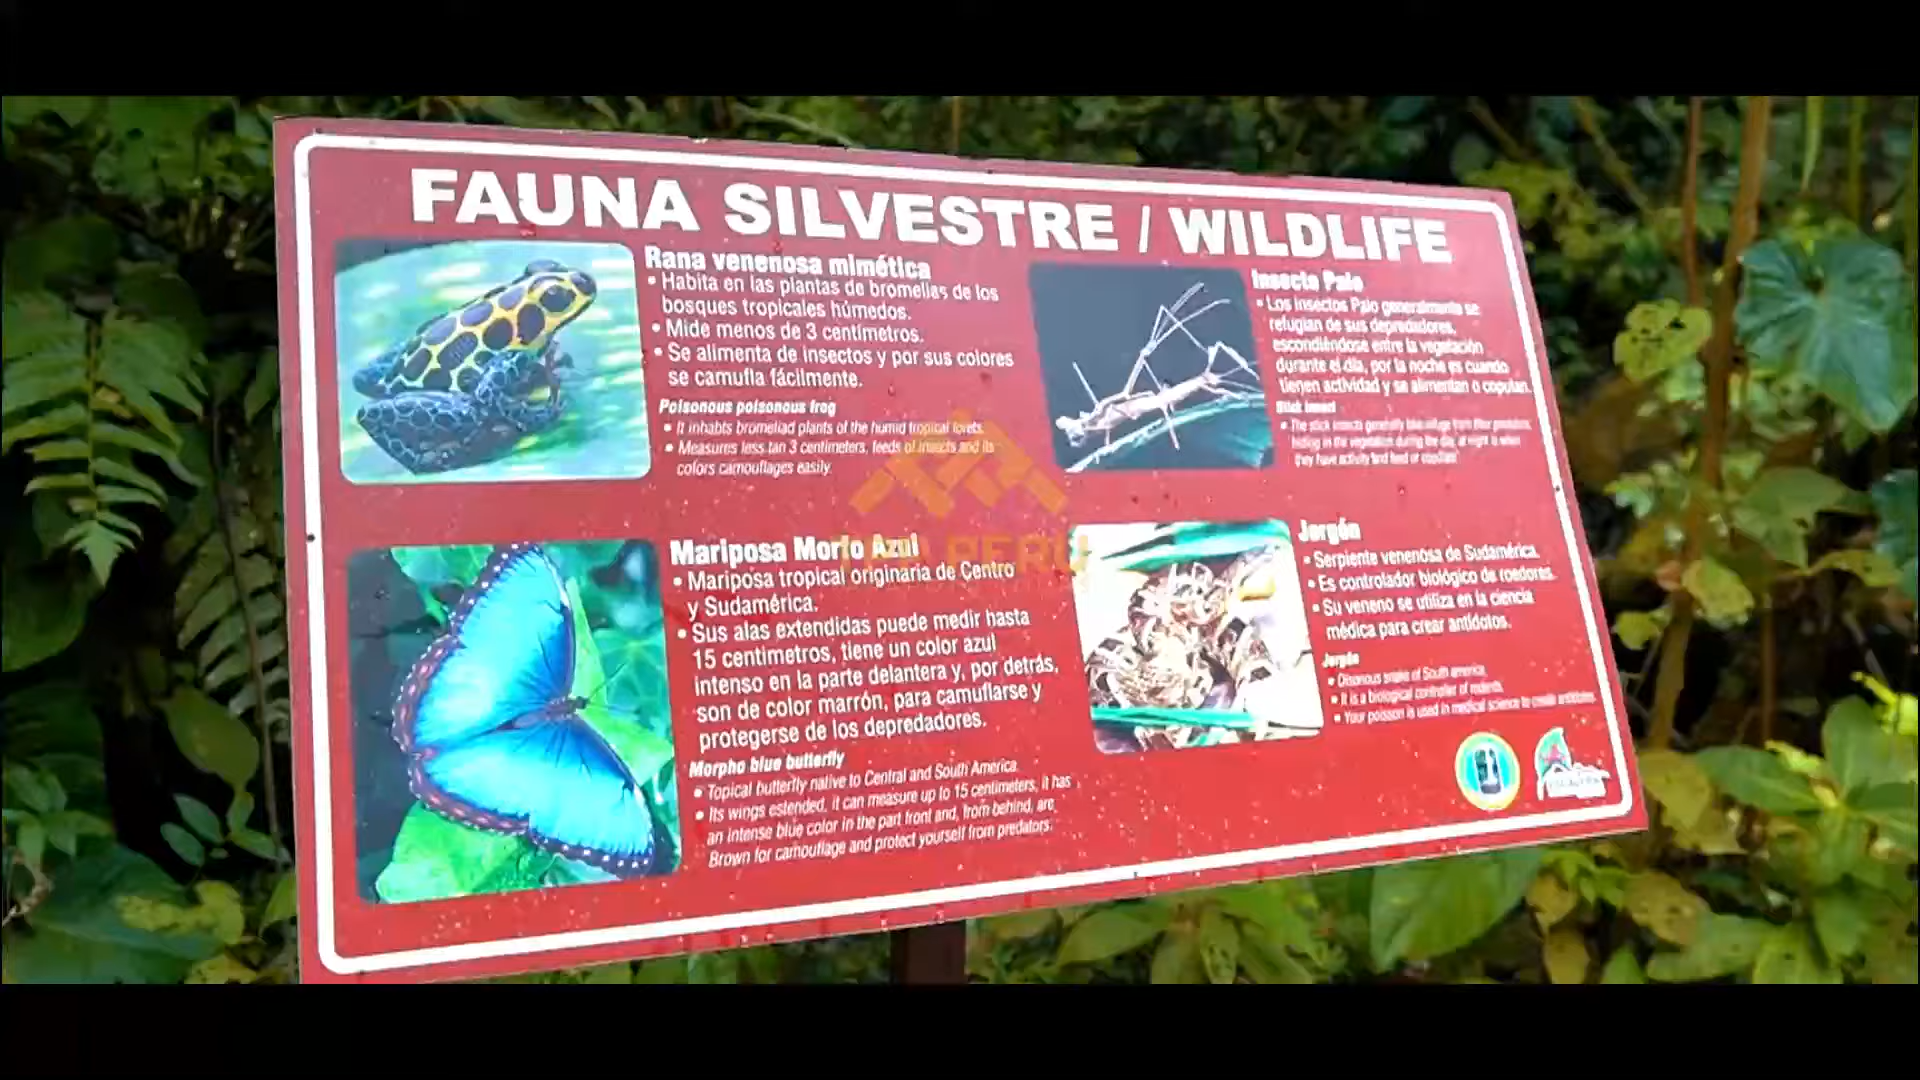 FAUNA SILVESTRE / WILDLIFE
Rana venenosa mimética
• Habita en las plantas de bromelias de los
bosques tropicales húmedos.
• Mide menos de 3 centímetros.
• Se alimenta de insectos y por sus colores
se camufla fácilmente.
Poisonous poisonous frog
• It inhabts bromeliad plants of the humid tropical forets.
• Measures less tan 3 centimeters, feeds of insects and its
colors camouflages easily.
Insecto Palo
• Los insectos Palo generalmente se
refugian de sus depredadores,
escondiéndose entre la vegetación
durante el día, por la noche es cuando
tienen actividad y se alimentan o copulan.
Stick insect
• The stick insects generally take refuge from their predators,
hiding in the vegetation during the day, at night is when
they have activity and feed or
Mariposa Morfo Azul
• Mariposa tropical originaria de Centro
y Sudamérica.
• Sus alas extendidas puede medir hasta
15 centímetros, tiene un color azul
intenso en la parte delantera y, por detrás,
son de color marrón, para camuflarse y
protegerse de los depredadores.
Morpho blue butterfly
• Topical butterfly native to Central and South America.
• Its wings estended, it can measure up to 15 centimeters, it has
an intense blue color in the part front and, from behind, are
Brown for camouflage and protect yourself from predators.
Jergón
• Serpiente venenosa de Sudamérica.
• Es controlador biológico de roedores.
• Su veneno se utiliza en la ciencia
médica para crear antídotos.
Jergón
• Oisonous snake of South america.
• It is a biological controller of rodents.
• Your poisson is used in medical science to create antidotes.
PERÚ